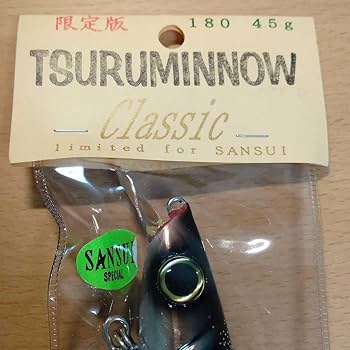 限定版 180 45g
TSURUMINNOW
Classic
limited for SANSUI
SANSUI
SPECIAL